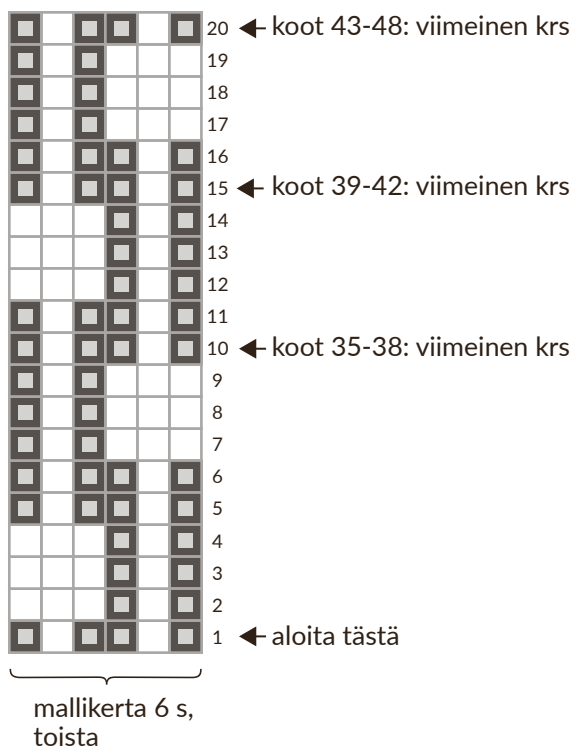 20 koot 43-48: viimeinen krs
19
18
17
16
15 koot 39-42: viimeinen krs
14
13
12
11
10 koot 35-38: viimeinen krs
9
8
7
6
5
4
3
2
1 aloita tästä
mallikerta 6 s,
toista